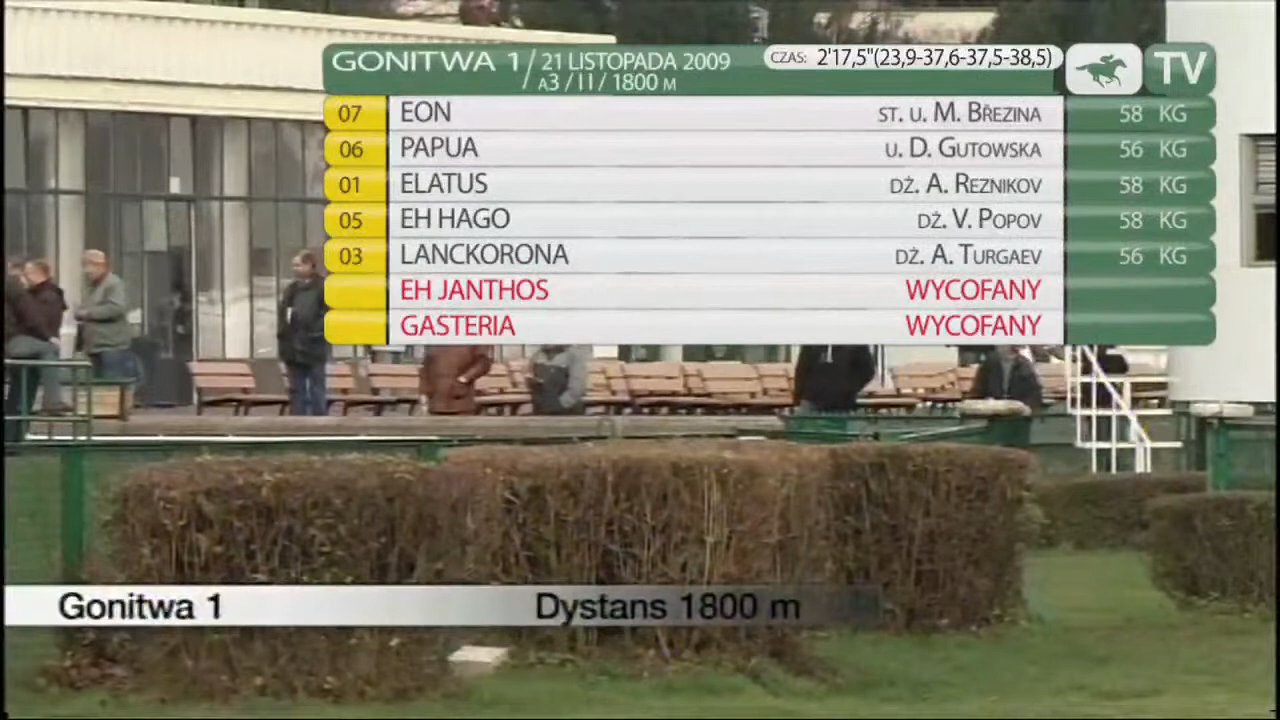 GONITWA 1 / 21 LISTOPADA 2009 CZAS: 2'17,5"(23,9-37,6-37,5-38,5) TV
A3 / II / 1800 M
07 EON ST. U. M. BŘEZINA 58 KG
06 PAPUA U. D. GUTOWSKA 56 KG
01 ELATUS DŻ. A. REZNIKOV 58 KG
05 EH HAGO DŻ. V. POPOV 58 KG
03 LANCKORONA DŻ. A. TURGAEV 56 KG
EH JANTHOS WYCOFANY
GASTERIA WYCOFANY
Gonitwa 1 Dystans 1800 m